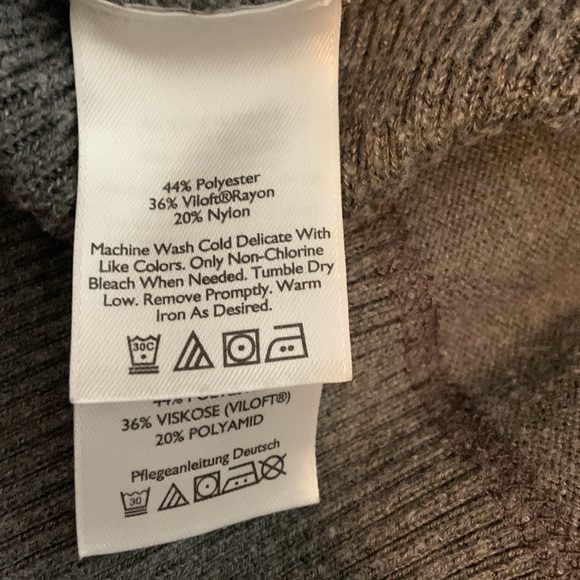 44% Polyester
36% Viloft®Rayon
20% Nylon
Machine Wash Cold Delicate With
Like Colors. Only Non-Chlorine
Bleach When Needed. Tumble Dry
Low. Remove Promptly. Warm
Iron As Desired.
30C
36% VISKOSE (VILOFT®)
20% POLYAMID
Pflegeanleitung Deutsch
30